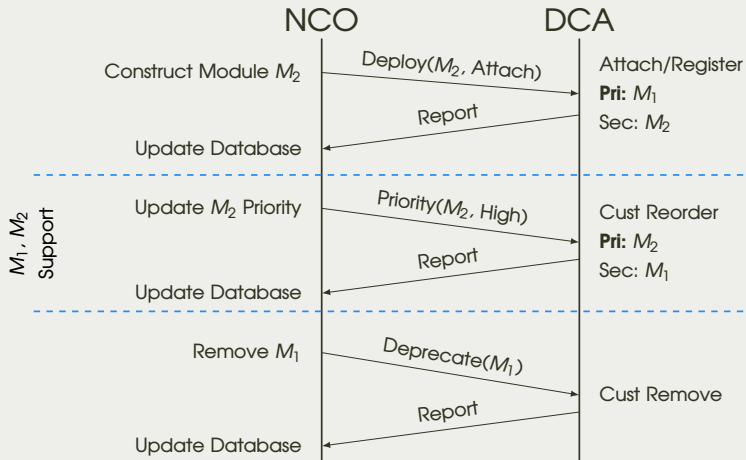 NCO
DCA
Construct Module M₂
Deploy(M₂, Attach)
Attach/Register
Pri: M₁
Sec: M₂
Report
Update Database
M₁, M₂
Support
Update M₂ Priority
Priority(M₂, High)
Cust Reorder
Pri: M₂
Sec: M₁
Report
Update Database
Remove M₁
Deprecate(M₁)
Cust Remove
Report
Update Database